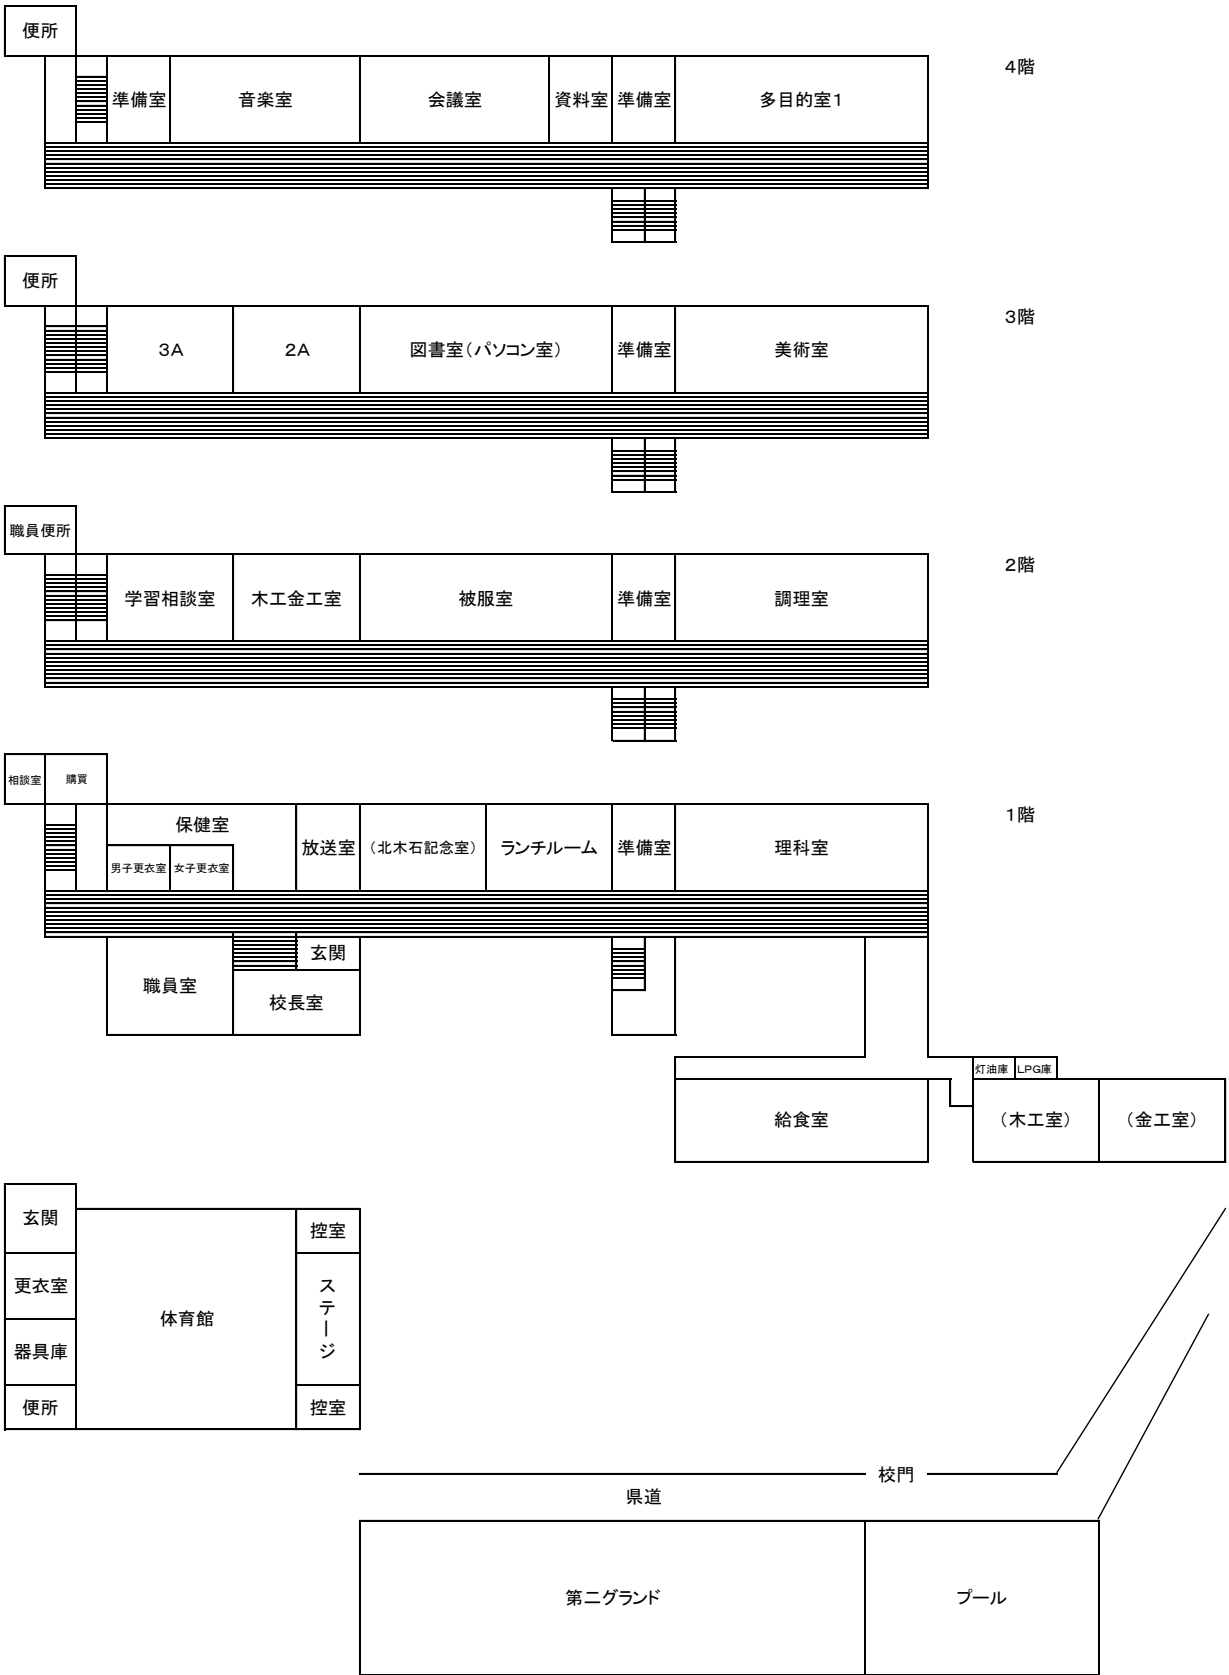 便所
4階
準備室 音楽室 会議室 資料室 準備室 多目的室1
便所
3階
3A 2A 図書室(パソコン室) 準備室 美術室
職員便所
2階
学習相談室 木工金工室 被服室 準備室 調理室
相談室 購買
1階
保健室
放送室 (北木石記念室) ランチルーム 準備室 理科室
男子更衣室 女子更衣室
玄関
職員室
校長室
灯油庫 LPG庫
給食室 (木工室) (金工室)
玄関 控室
更衣室
体育館 ステージ
器具庫
便所 控室
校門
県道
第二グランド プール